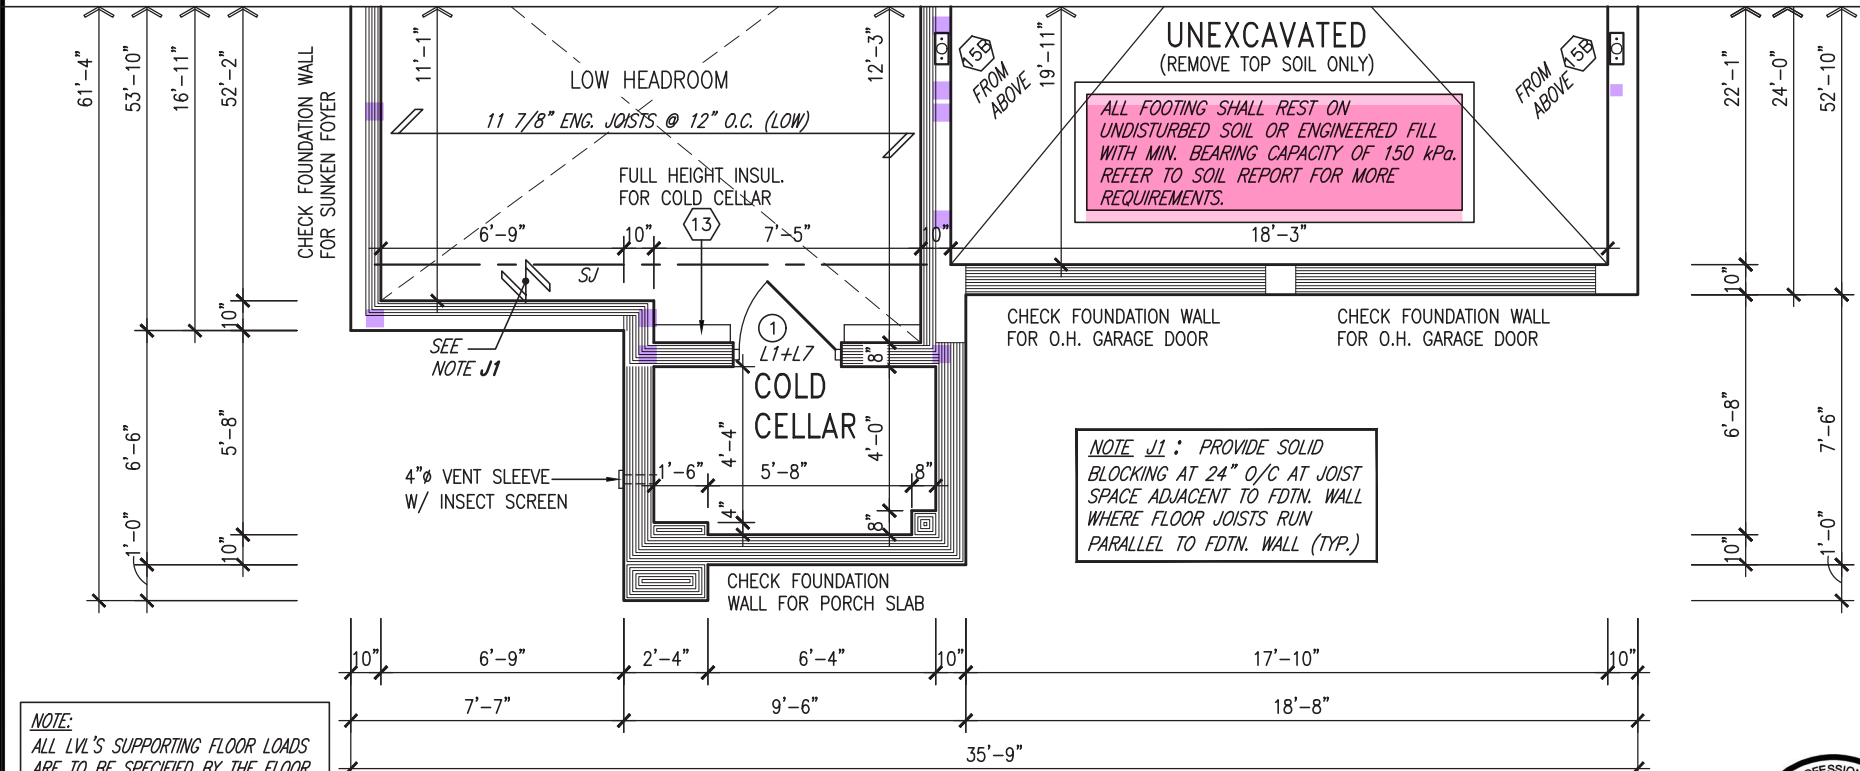 61'-4"
53'-10"
16'-11"
52'-2"
CHECK FOUNDATION WALL
FOR SUNKEN FOYER
11'-1"
12'-3"
LOW HEADROOM
11 7/8" ENG. JOISTS @ 12" O.C. (LOW)
FULL HEIGHT INSUL.
FOR COLD CELLAR
13
6'-9"
10"
7'-5"
10"
SJ
SEE
NOTE J1
15B
FROM
ABOVE
19'-11"
UNEXCAVATED
(REMOVE TOP SOIL ONLY)
ALL FOOTING SHALL REST ON
UNDISTURBED SOIL OR ENGINEERED FILL
WITH MIN. BEARING CAPACITY OF 150 kPa.
REFER TO SOIL REPORT FOR MORE
REQUIREMENTS.
15B
FROM
ABOVE
18'-3"
22'-1"
24'-0"
52'-10"
10"
CHECK FOUNDATION WALL
FOR O.H. GARAGE DOOR
CHECK FOUNDATION WALL
FOR O.H. GARAGE DOOR
10"
5'-8"
6'-6"
1'-0"
10"
1
L1+L7
8"
COLD
CELLAR
4'-4"
4'-0"
1'-6"
5'-8"
8"
4"
8"
4"ø VENT SLEEVE
W/ INSECT SCREEN
CHECK FOUNDATION
WALL FOR PORCH SLAB
NOTE J1 : PROVIDE SOLID
BLOCKING AT 24" O/C AT JOIST
SPACE ADJACENT TO FDTN. WALL
WHERE FLOOR JOISTS RUN
PARALLEL TO FDTN. WALL (TYP.)
6'-8"
7'-6"
10"
1'-0"
10"
6'-9"
2'-4"
6'-4"
10"
17'-10"
10"
7'-7"
9'-6"
18'-8"
35'-9"
NOTE:
ALL LVL'S SUPPORTING FLOOR LOADS
ARE TO BE SPECIFIED BY THE FLOOR